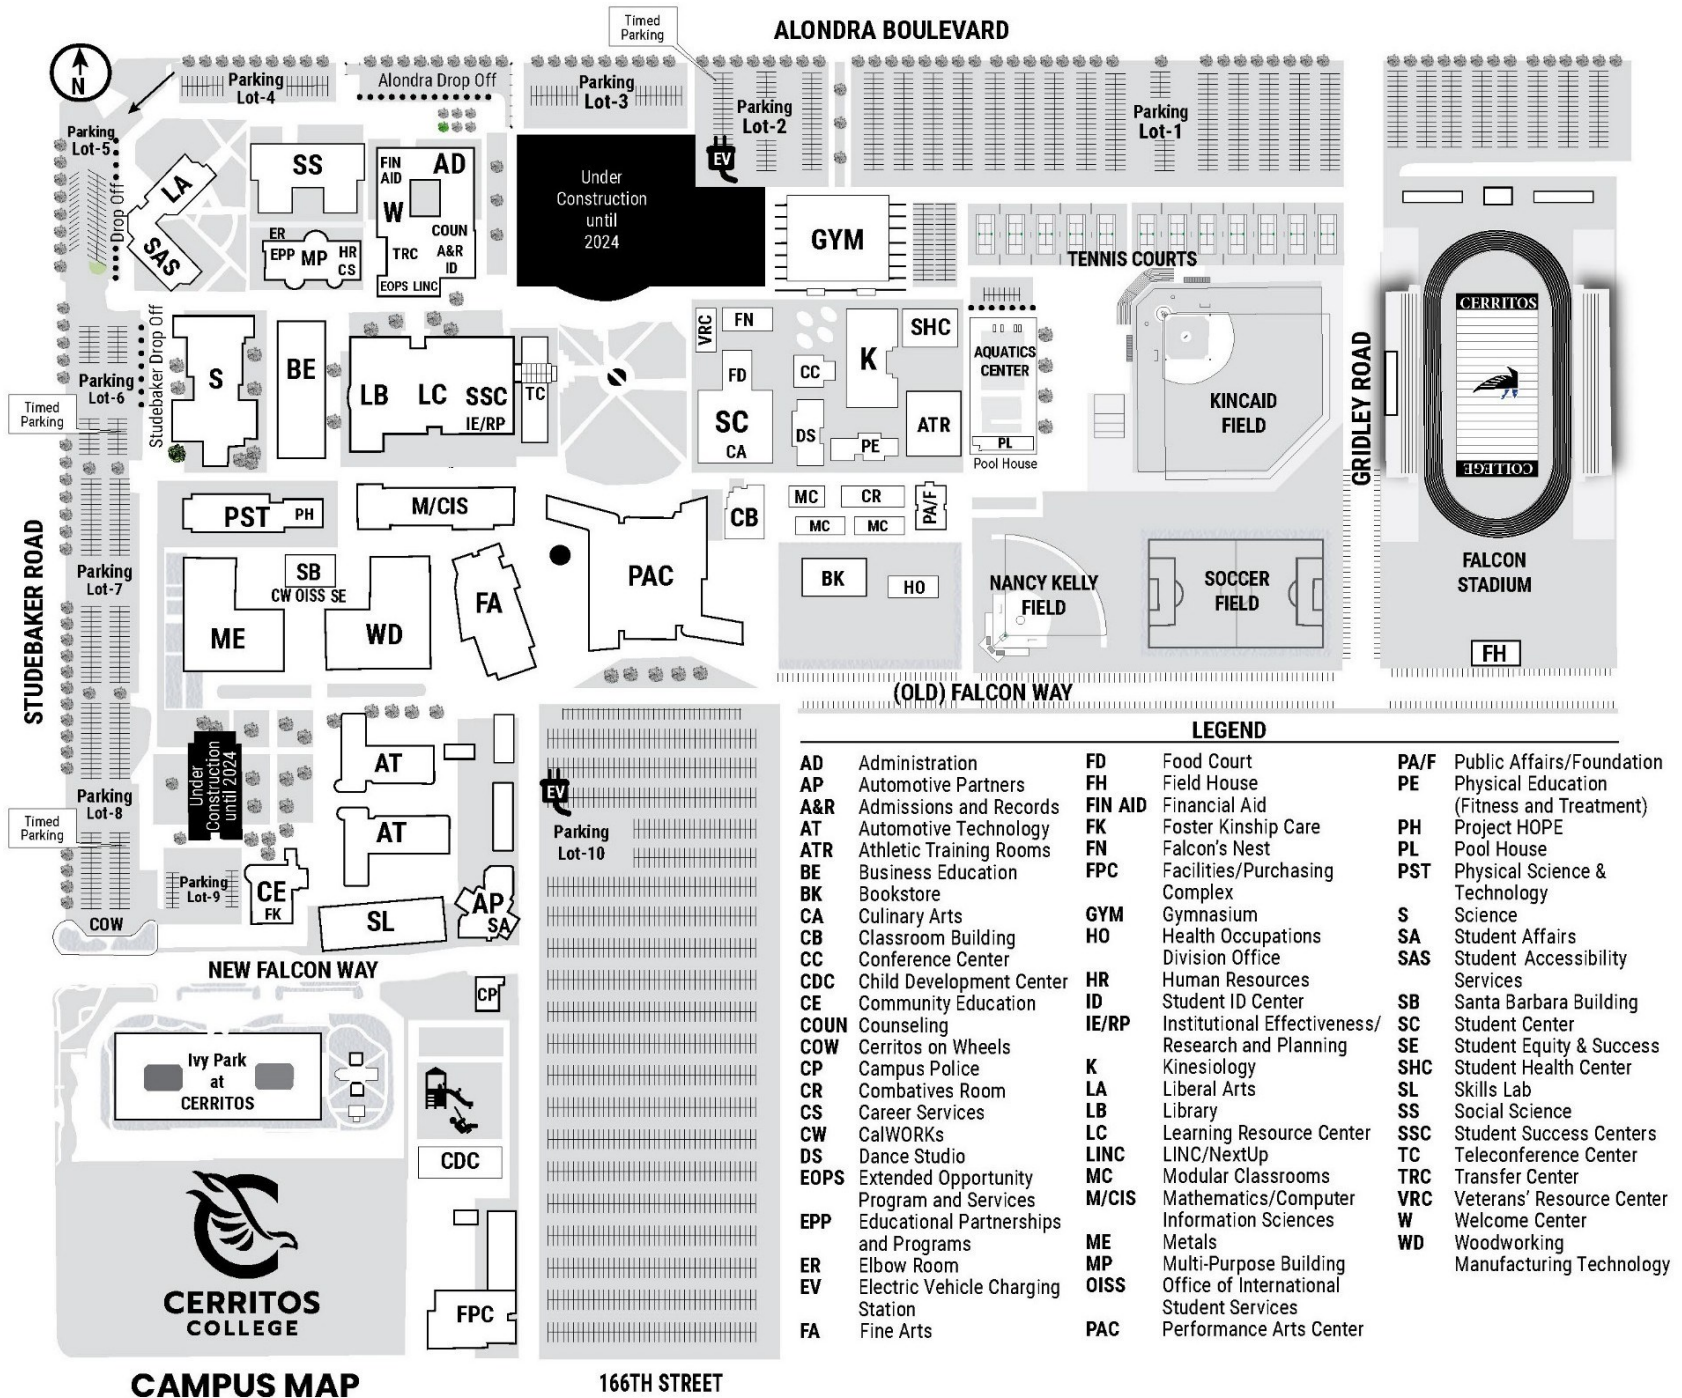 Timed
Parking
ALONDRA BOULEVARD
N
Parking
Lot-4
Alondra Drop Off
Parking
Lot-3
Parking
Lot-2
Parking
Lot-1
EV
Parking
Lot-5
Drop Off
LA
SAS
SS
FIN
AID
AD
W
COUN
TRC
A&R
ID
EOPS LINC
ER
EPP
MP
HR
CS
Under
Construction
until
2024
GYM
TENNIS COURTS
Studebaker Drop Off
Parking
Lot-6
Timed
Parking
S
BE
LB
LC
SSC
IE/RP
TC
VRC
FN
FD
SC
CA
CC
K
SHC
DS
PE
ATR
AQUATICS
CENTER
PL
Pool House
KINCAID
FIELD
GRIDLEY ROAD
CERRITOS
COLLEGE
FALCON
STADIUM
FH
STUDEBAKER ROAD
PST
PH
M/CIS
CB
MC
CR
MC
MC
PA/F
Parking
Lot-7
SB
CW OISS SE
ME
WD
FA
PAC
BK
HO
NANCY KELLY
FIELD
SOCCER
FIELD
(OLD) FALCON WAY
Under
Construction
until 2024
AT
AT
Parking
Lot-8
Timed
Parking
Parking
Lot-9
CE
FK
SL
AP
SA
COW
EV
Parking
Lot-10
NEW FALCON WAY
CP
Ivy Park
at
CERRITOS
CDC
FPC
CERRITOS
COLLEGE
CAMPUS MAP
166TH STREET
LEGEND
AD Administration
AP Automotive Partners
A&R Admissions and Records
AT Automotive Technology
ATR Athletic Training Rooms
BE Business Education
BK Bookstore
CA Culinary Arts
CB Classroom Building
CC Conference Center
CDC Child Development Center
CE Community Education
COUN Counseling
COW Cerritos on Wheels
CP Campus Police
CR Combatives Room
CS Career Services
CW CalWORKs
DS Dance Studio
EOPS Extended Opportunity
Program and Services
EPP Educational Partnerships
and Programs
ER Elbow Room
EV Electric Vehicle Charging
Station
FA Fine Arts
FD Food Court
FH Field House
FIN AID Financial Aid
FK Foster Kinship Care
FN Falcon's Nest
FPC Facilities/Purchasing
Complex
GYM Gymnasium
HO Health Occupations
Division Office
HR Human Resources
ID Student ID Center
IE/RP Institutional Effectiveness/
Research and Planning
K Kinesiology
LA Liberal Arts
LB Library
LC Learning Resource Center
LINC LINC/NextUp
MC Modular Classrooms
M/CIS Mathematics/Computer
Information Sciences
ME Metals
MP Multi-Purpose Building
OISS Office of International
Student Services
PAC Performance Arts Center
PA/F Public Affairs/Foundation
PE Physical Education
(Fitness and Treatment)
PH Project HOPE
PL Pool House
PST Physical Science &
Technology
S Science
SA Student Affairs
SAS Student Accessibility
Services
SB Santa Barbara Building
SC Student Center
SE Student Equity & Success
SHC Student Health Center
SL Skills Lab
SS Social Science
SSC Student Success Centers
TC Teleconference Center
TRC Transfer Center
VRC Veterans' Resource Center
W Welcome Center
WD Woodworking
Manufacturing Technology